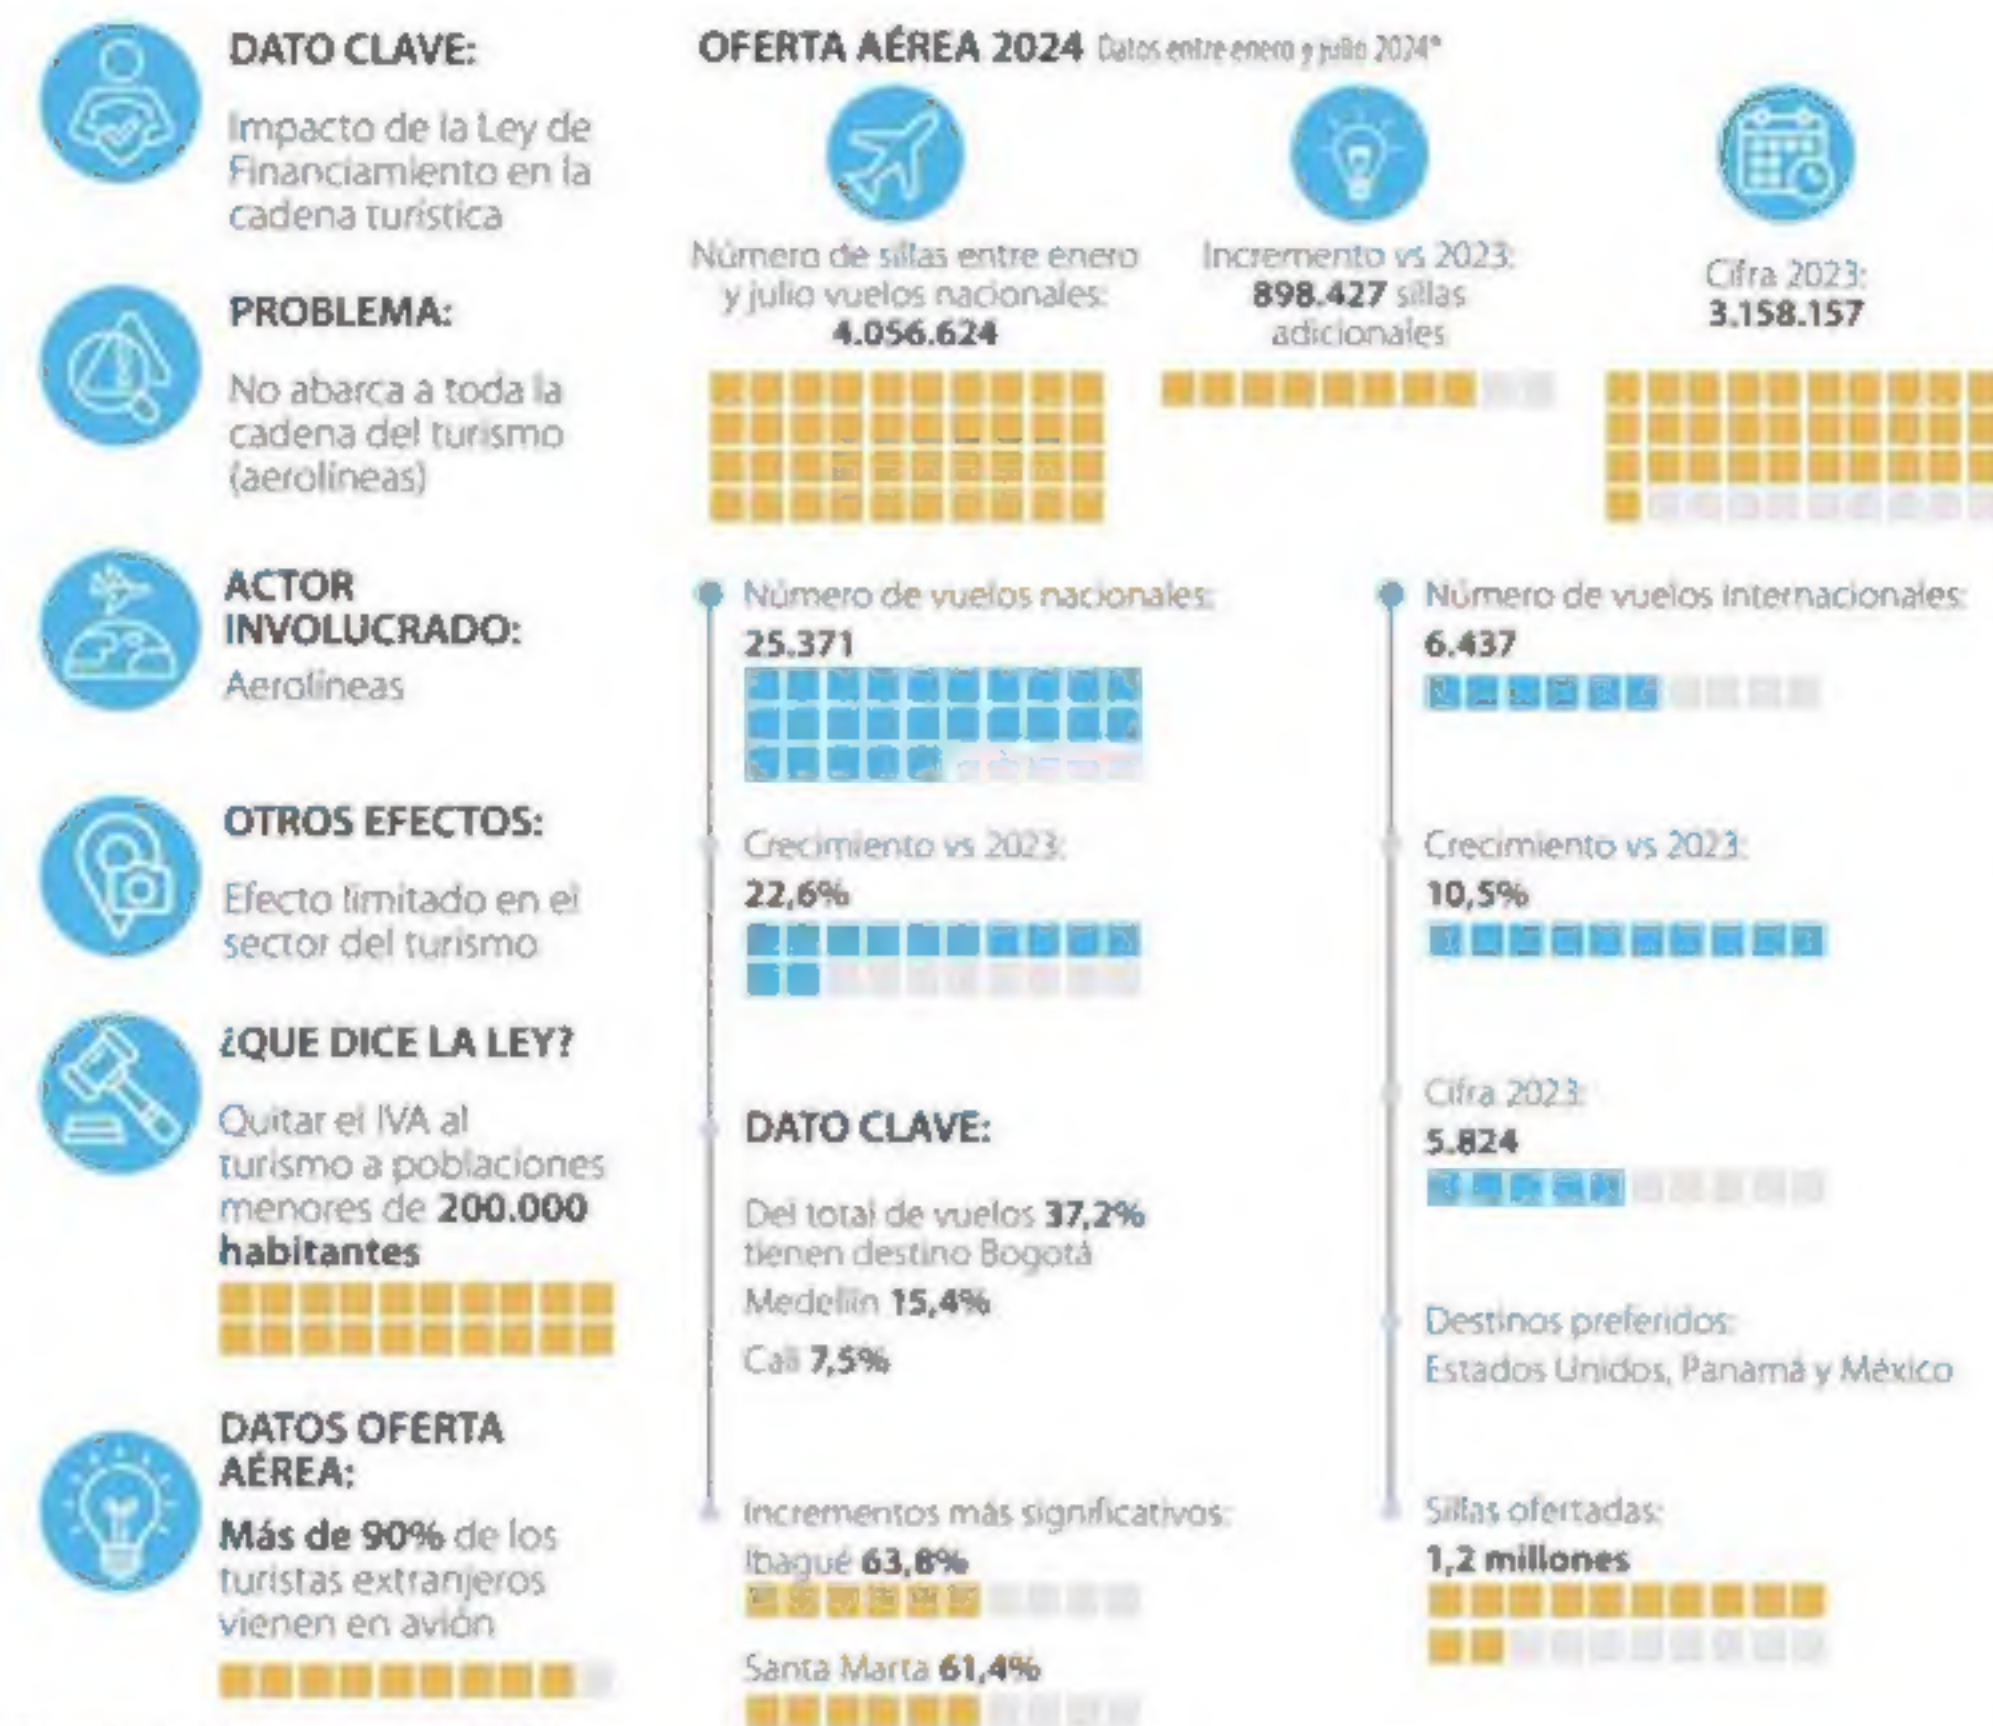 DATO CLAVE:
Impacto de la Ley de
Financiamiento en la
cadena turística
PROBLEMA:
No abarca a toda la
cadena del turismo
(aerolíneas)
ACTOR
INVOLUCRADO:
Aerolíneas
OTROS EFECTOS:
Efecto limitado en el
sector del turismo
¿QUE DICE LA LEY?
Quitar el IVA al
turismo a poblaciones
menores de 200.000
habitantes
DATOS OFERTA
AÉREA:
Más de 90% de los
turistas extranjeros
vienen en avión
OFERTA AÉREA 2024 Datos entre enero y julio 2024*
Número de sillas entre enero
y julio vuelos nacionales:
4.056.624
Incremento vs 2023:
898.427 sillas
adicionales
Cifra 2023:
3.158.157
Número de vuelos nacionales:
25.371
Crecimiento vs 2023:
22,6%
DATO CLAVE:
Del total de vuelos 37,2%
tienen destino Bogotá
Medellín 15,4%
Cali 7,5%
Incrementos más significativos:
Ibagué 63,8%
Santa Marta 61,4%
Número de vuelos internacionales:
6.437
Crecimiento vs 2023:
10,5%
Cifra 2023:
5.824
Destinos preferidos:
Estados Unidos, Panamá y México
Sillas ofertadas:
1,2 millones